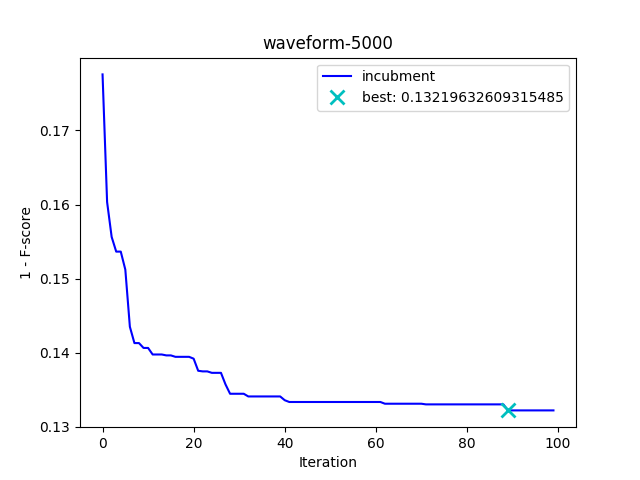 waveform-5000
incubment
best: 0.13219632609315485
1 - F-score
0.17
0.16
0.15
0.14
0.13
0
20
40
60
80
100
Iteration